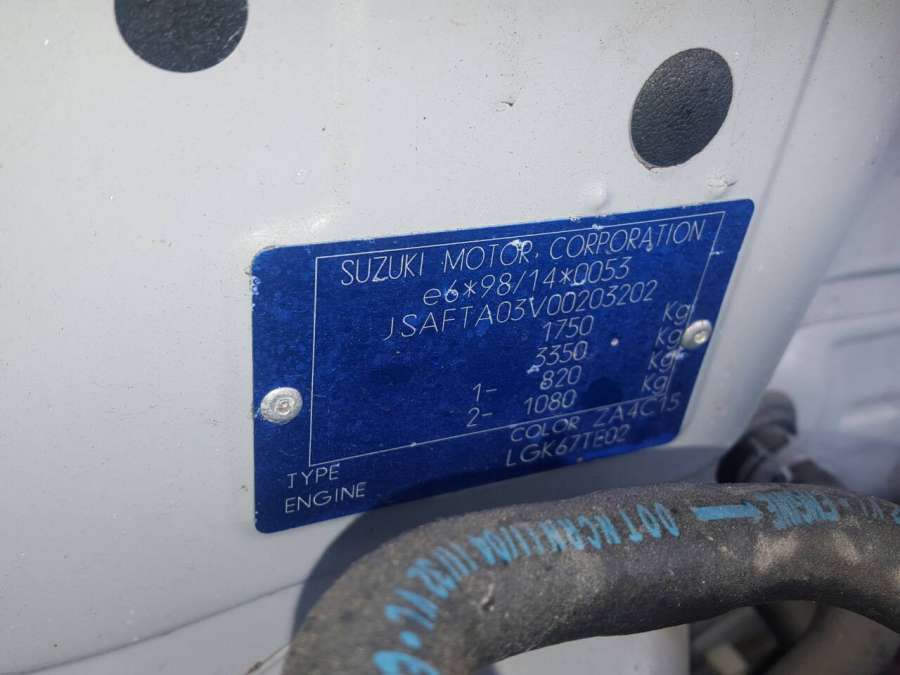 SUZUKI MOTOR CORPORATION
e6*98/14*0053
JSAFTA03V00203202
1750 Kg
3350 Kg
1- 820 Kg
2- 1080 Kg
COLOR ZA4C15
TYPE LGK67TE02
ENGINE